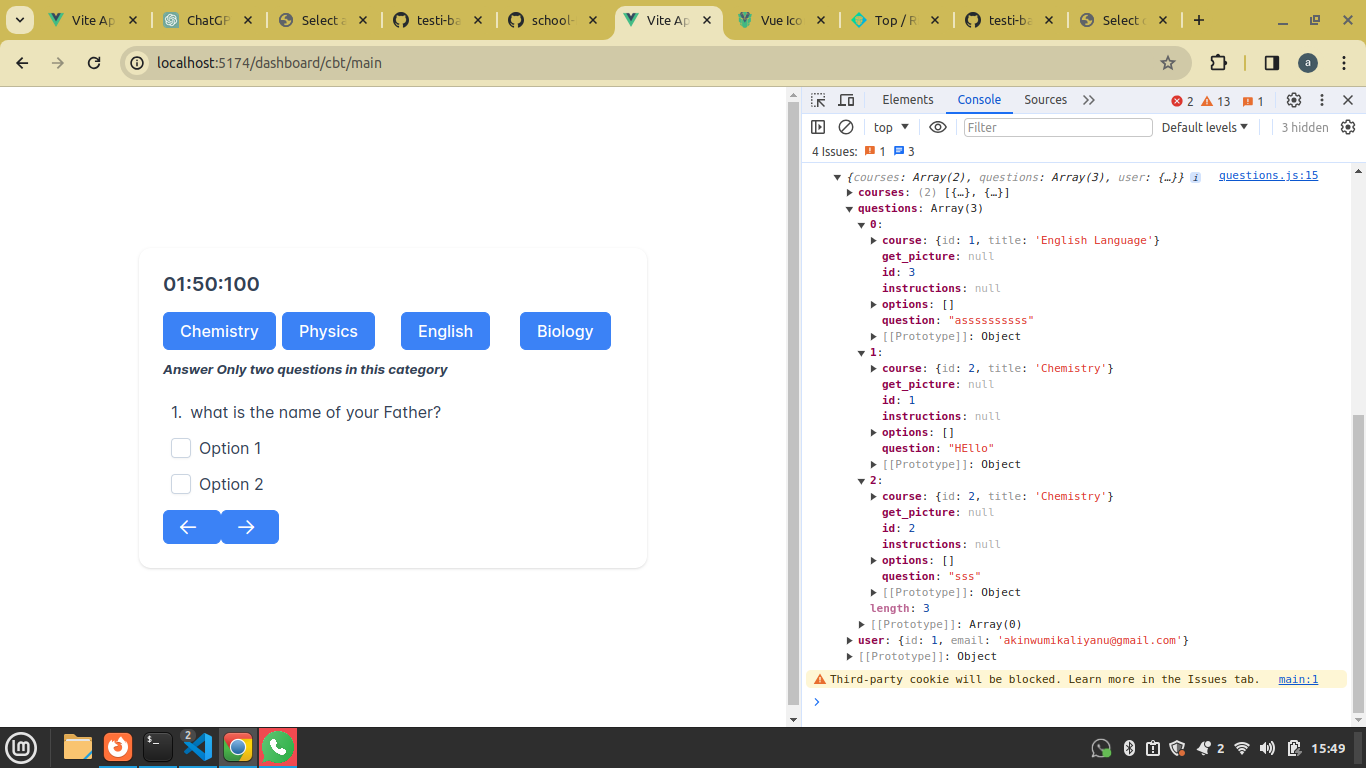 Vite Ap
ChatGP
Select a
testi-ba
school-
Vite Ap
Vue Ico
Top / R
testi-ba
Select c
localhost:5174/dashboard/cbt/main
a
Elements
Console
Sources
2
13
1
top
Filter
Default levels
3 hidden
4 Issues:
1
3
01:50:100
Chemistry
Physics
English
Biology
Answer Only two questions in this category
1. what is the name of your Father?
Option 1
Option 2
{courses: Array(2), questions: Array(3), user: {…}} i
questions.js:15
courses: (2) [{…}, {…}]
questions: Array(3)
0:
course: {id: 1, title: 'English Language'}
get_picture: null
id: 3
instructions: null
options: []
question: "assssssssss"
[[Prototype]]: Object
1:
course: {id: 2, title: 'Chemistry'}
get_picture: null
id: 1
instructions: null
options: []
question: "HEllo"
[[Prototype]]: Object
2:
course: {id: 2, title: 'Chemistry'}
get_picture: null
id: 2
instructions: null
options: []
question: "sss"
[[Prototype]]: Object
length: 3
[[Prototype]]: Array(0)
user: {id: 1, email: 'akinwumikaliyanu@gmail.com'}
[[Prototype]]: Object
Third-party cookie will be blocked. Learn more in the Issues tab.
main:1
2
2
15:49